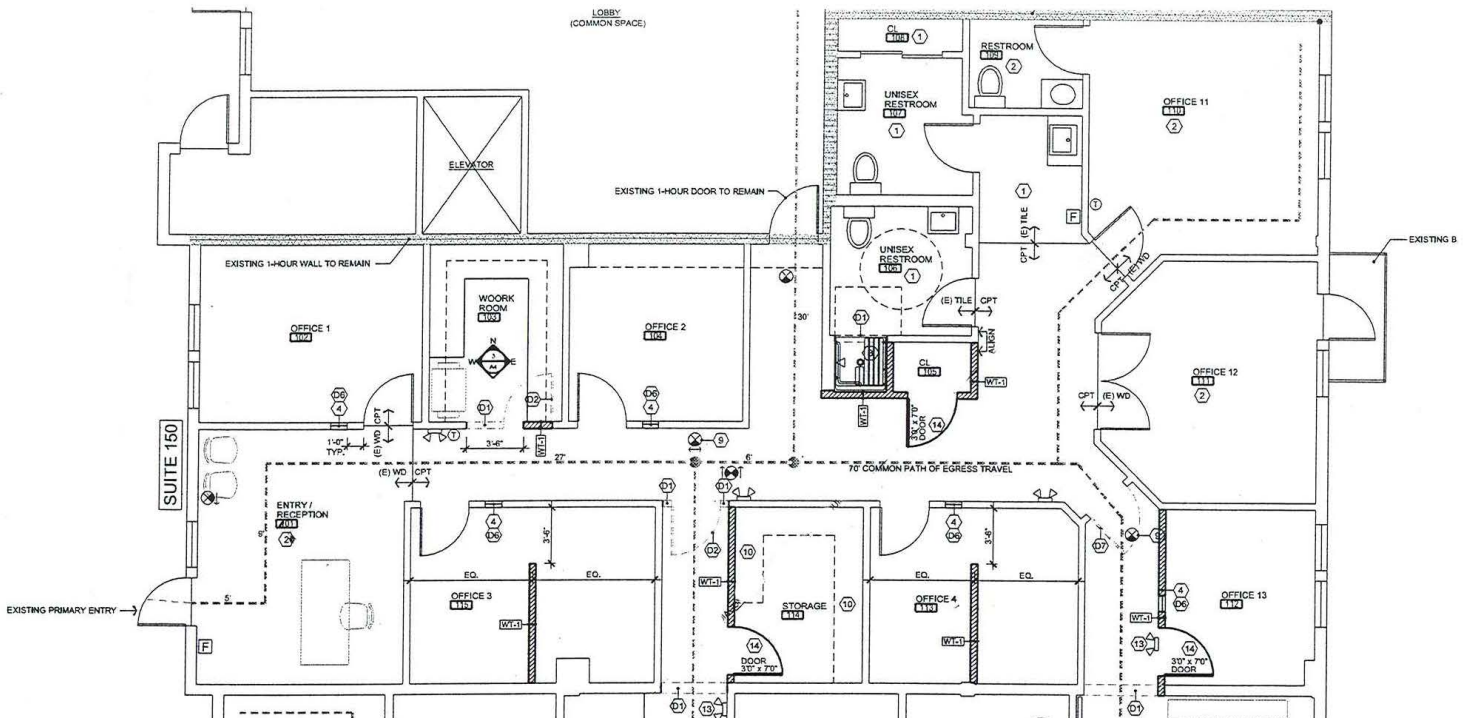 LOBBY
(COMMON SPACE)
CL
108
1
RESTROOM
109
2
UNISEX
RESTROOM
107
1
OFFICE 11
110
2
ELEVATOR
EXISTING 1-HOUR DOOR TO REMAIN
1
F
T
CPT
(E) TILE
EXISTING B
EXISTING 1-HOUR WALL TO REMAIN
UNISEX
RESTROOM
106
1
CPT
(E) WD
WOORK
ROOM
103
N
W
E
3
A4
OFFICE 1
102
OFFICE 2
104
30'
(E) TILE
CPT
D1
ALIGN
CL
105
WT-1
WT-1
OFFICE 12
111
2
CPT
(E) WD
D6
4
D6
4
D2
D1
3'0" x 7'0"
DOOR
14
SUITE 150
1'-0"
TYP.
(E) WD
CPT
T
3'-6"
WT-1
9
27'
6'
70' COMMON PATH OF EGRESS TRAVEL
(E) WD
CPT
D1
D1
ENTRY /
RECEPTION
101
8'
4
D6
3'-6"
D2
10
4
D6
3'-6"
D7
9
EQ.
EQ.
WT-1
EQ.
EQ.
4
D6
EXISTING PRIMARY ENTRY
5'
OFFICE 3
115
WT-1
STORAGE
114
10
OFFICE 4
113
WT-1
OFFICE 13
112
WT-1
F
14
DOOR
3'0" x 7'0"
13
14
3'0" x 7'0"
DOOR
D1
13
D1